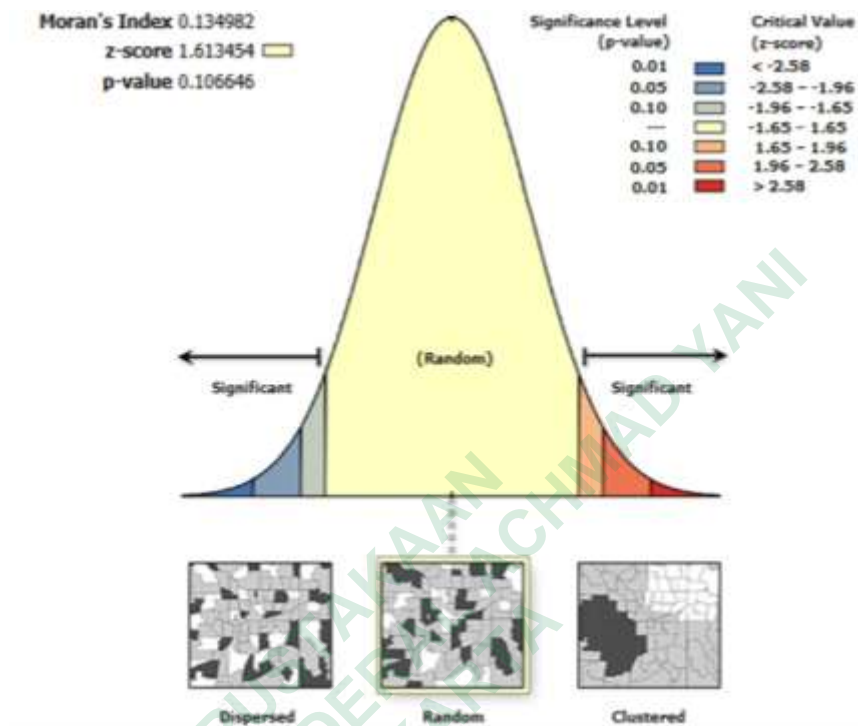 Moran's Index 0.134982
z-score 1.613454
p-value 0.106646
Significance Level
(p-value)
Critical Value
(z-score)
0.01 < -2.58
0.05 -2.58 – -1.96
0.10 -1.96 – -1.65
--- -1.65 – 1.65
0.10 1.65 – 1.96
0.05 1.96 – 2.58
0.01 > 2.58
(Random)
Significant
Significant
Dispersed
Random
Clustered
ACHMAD YANI